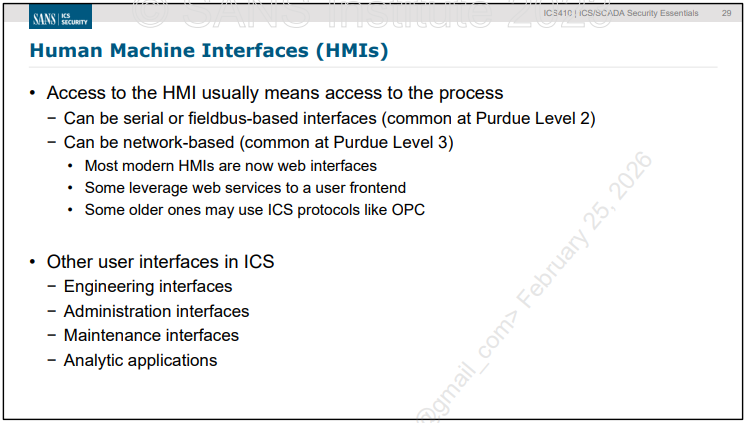 © SANS Institute 2026
SANS | ICS SECURITY
ICS410 | ICS/SCADA Security Essentials 29
Human Machine Interfaces (HMIs)
• Access to the HMI usually means access to the process
− Can be serial or fieldbus-based interfaces (common at Purdue Level 2)
− Can be network-based (common at Purdue Level 3)
• Most modern HMIs are now web interfaces
• Some leverage web services to a user frontend
• Some older ones may use ICS protocols like OPC
• Other user interfaces in ICS
− Engineering interfaces
− Administration interfaces
− Maintenance interfaces
− Analytic applications
@gmail_com> February 25, 2026